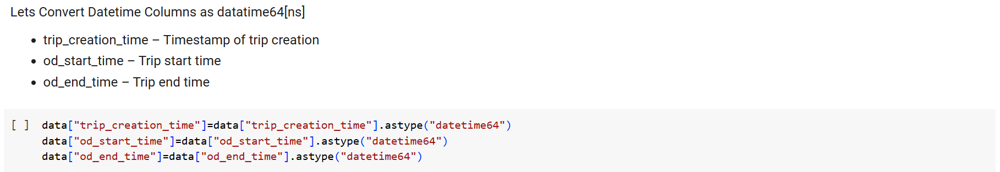 Lets Convert Datetime Columns as datatime64[ns]
• trip_creation_time – Timestamp of trip creation
• od_start_time – Trip start time
• od_end_time – Trip end time
[ ] data["trip_creation_time"]=data["trip_creation_time"].astype("datetime64")
data["od_start_time"]=data["od_start_time"].astype("datetime64")
data["od_end_time"]=data["od_end_time"].astype("datetime64")